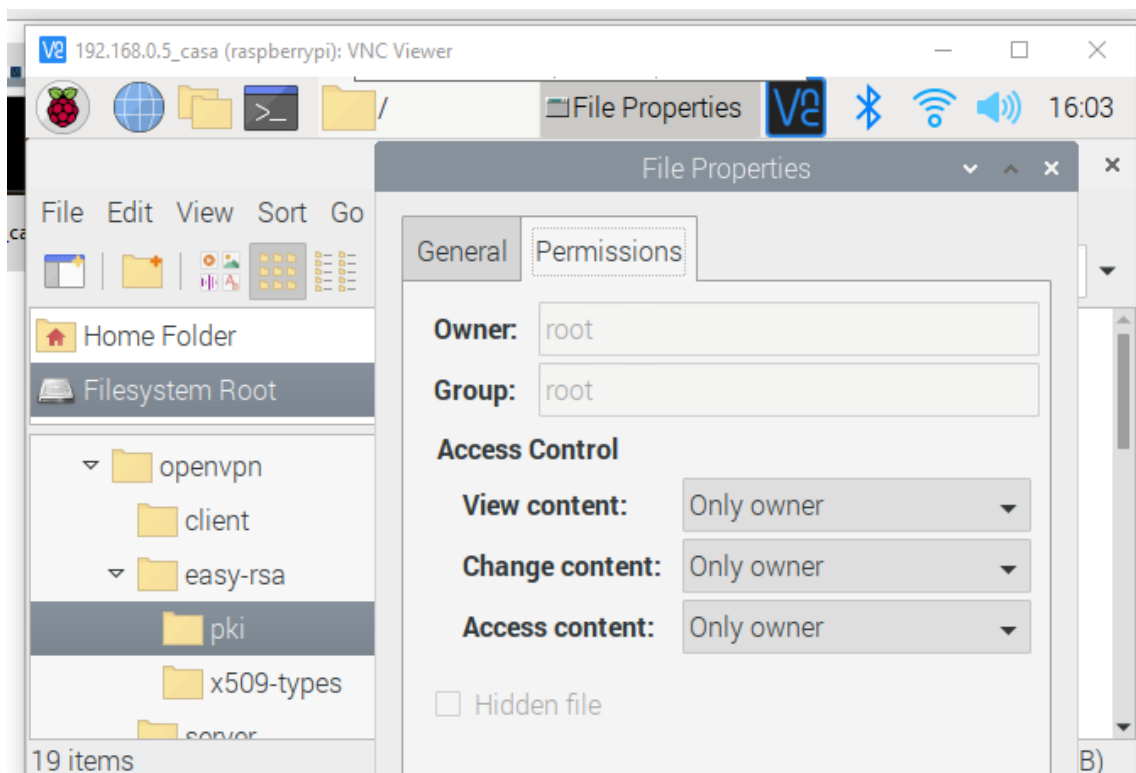 192.168.0.5_casa (raspberrypi): VNC Viewer
/
File Properties
16:03
File Properties
File Edit View Sort Go
General Permissions
Home Folder
Filesystem Root
Owner: root
Group: root
Access Control
View content: Only owner
Change content: Only owner
Access content: Only owner
Hidden file
openvpn
client
easy-rsa
pki
x509-types
server
19 items
B)